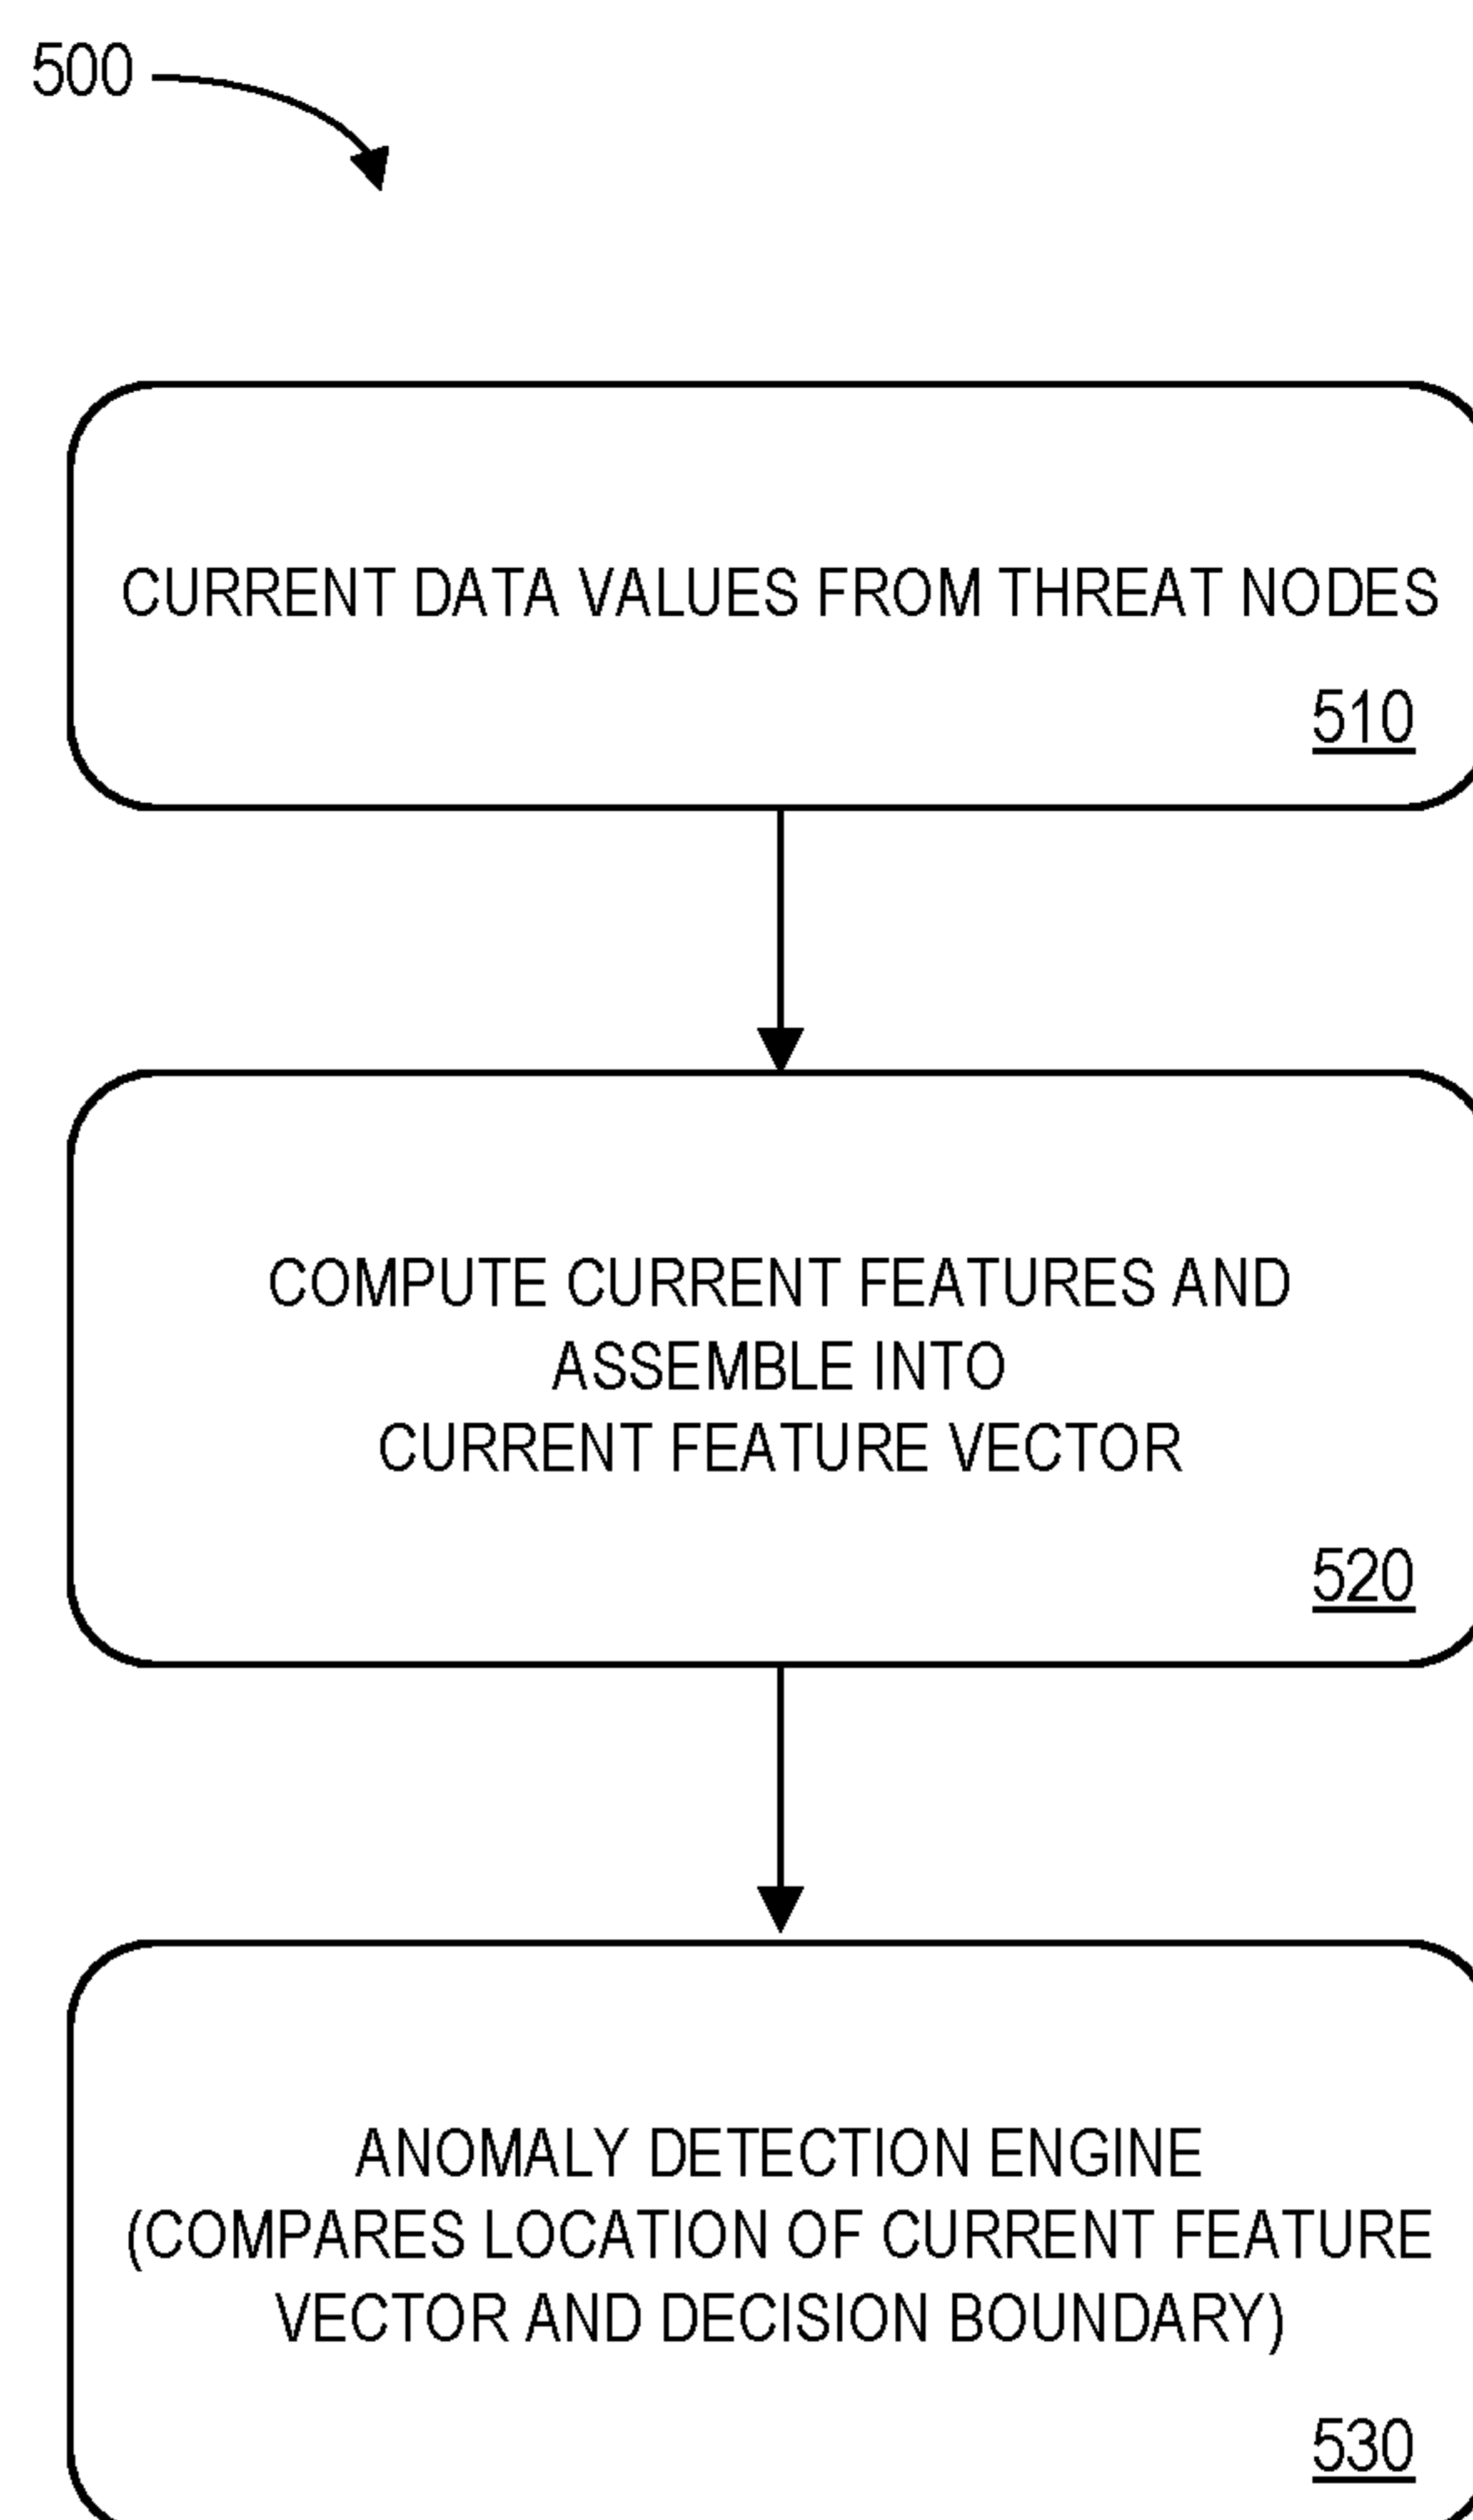 500
CURRENT DATA VALUES FROM THREAT NODES
510
COMPUTE CURRENT FEATURES AND
ASSEMBLE INTO
CURRENT FEATURE VECTOR
520
ANOMALY DETECTION ENGINE
(COMPARES LOCATION OF CURRENT FEATURE
VECTOR AND DECISION BOUNDARY)
530